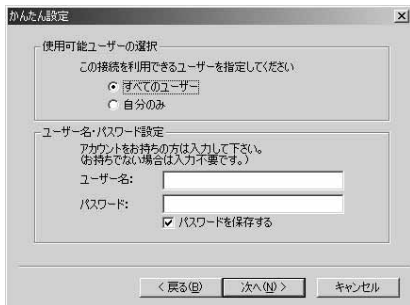 かんたん設定
使用可能ユーザーの選択
この接続を利用できるユーザーを指定してください
すべてのユーザー
自分のみ
ユーザー名・パスワード設定
アカウントをお持ちの方は入力して下さい。
(お持ちでない場合は入力不要です。)
ユーザー名:
パスワード:
パスワードを保存する
< 戻る(B)
次へ(N) >
キャンセル